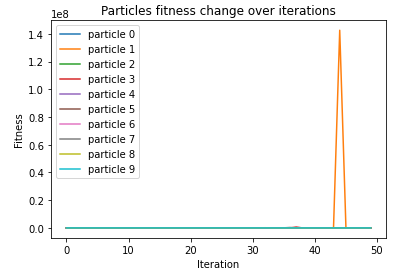 Particles fitness change over iterations
1e8
1.4
1.2
1.0
0.8
0.6
0.4
0.2
0.0
Fitness
particle 0
particle 1
particle 2
particle 3
particle 4
particle 5
particle 6
particle 7
particle 8
particle 9
0 10 20 30 40 50
Iteration